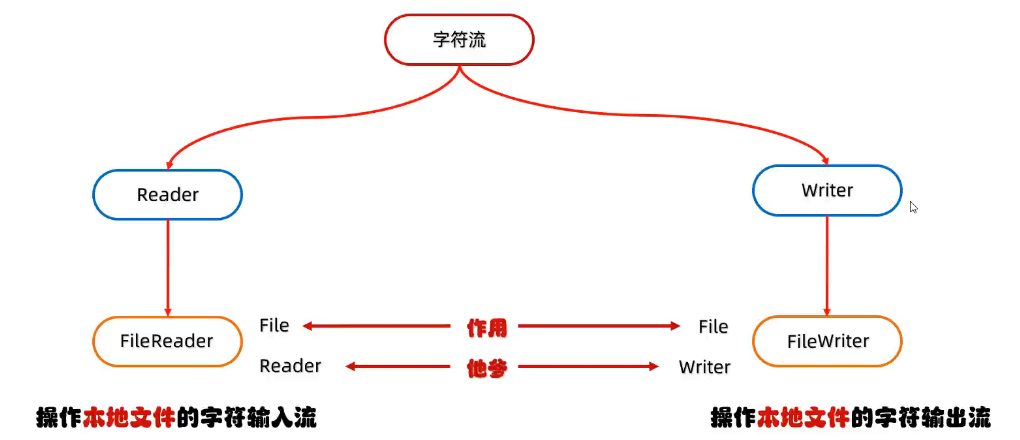 字符流
Reader
Writer
File
作用
File
FileReader
FileWriter
Reader
他爹
Writer
操作本地文件的字符输入流
操作本地文件的字符输出流